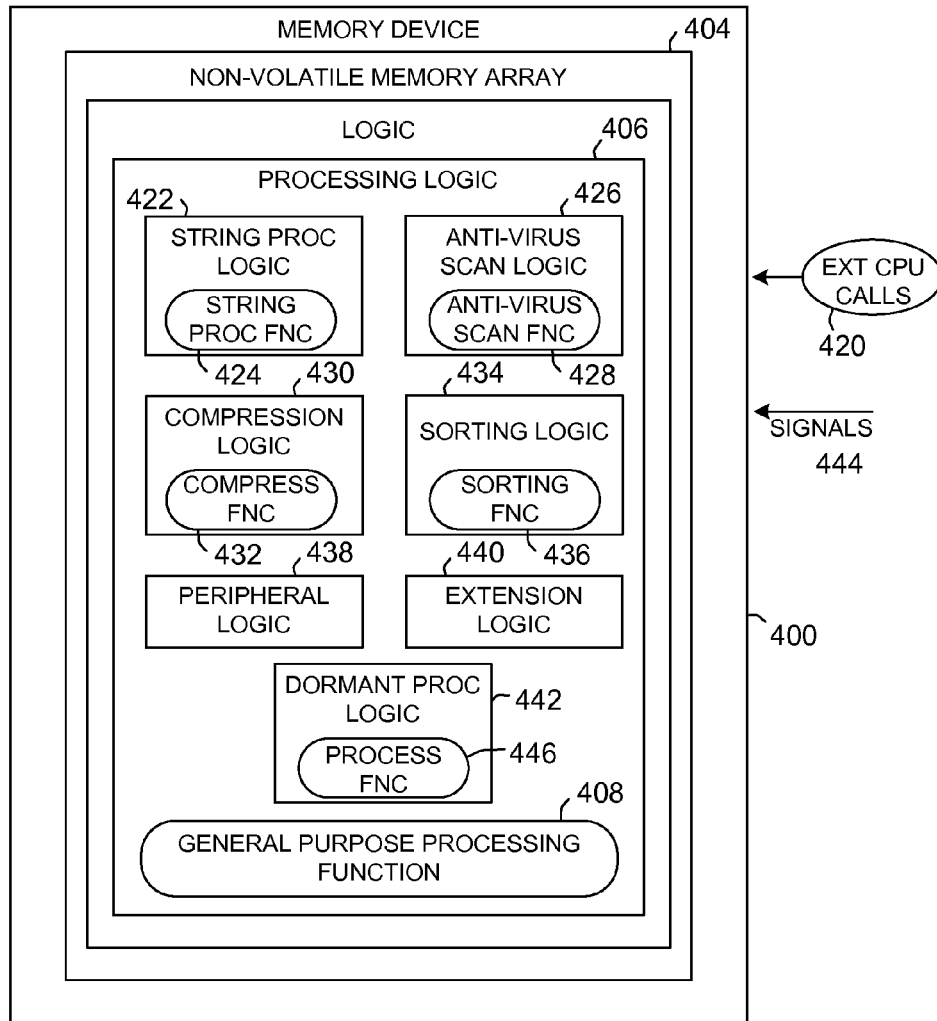 MEMORY DEVICE
404
NON-VOLATILE MEMORY ARRAY
LOGIC
406
PROCESSING LOGIC
422
426
STRING PROC
LOGIC
STRING
PROC FNC
ANTI-VIRUS
SCAN LOGIC
ANTI-VIRUS
SCAN FNC
EXT CPU
CALLS
420
424
430
434
428
COMPRESSION
LOGIC
COMPRESS
FNC
SORTING LOGIC
SORTING
FNC
SIGNALS
444
432
438
440
436
PERIPHERAL
LOGIC
EXTENSION
LOGIC
400
DORMANT PROC
LOGIC
442
PROCESS
FNC
446
408
GENERAL PURPOSE PROCESSING
FUNCTION